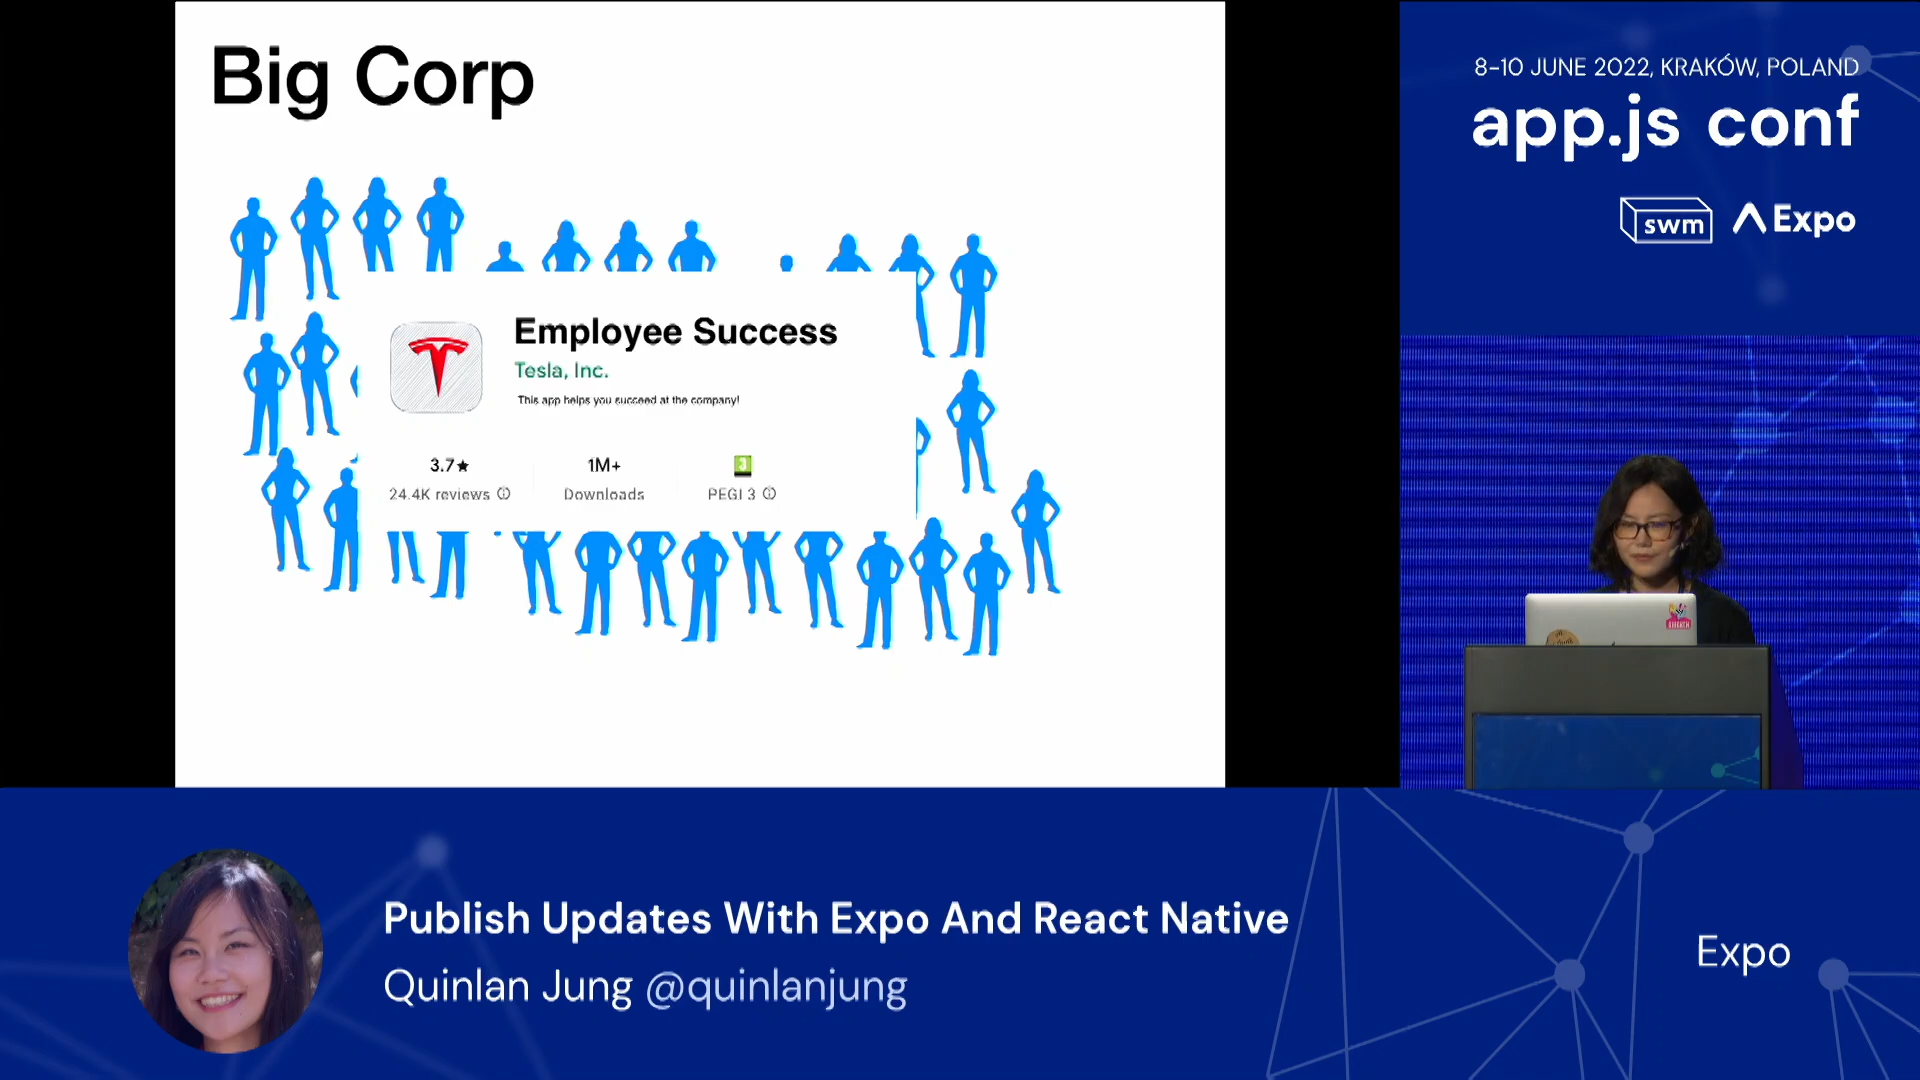 Big Corp
Employee Success
Tesla, Inc.
This app helps you succeed at the company!
3.7★
24.4K reviews
1M+
Downloads
3
PEGI 3
8-10 JUNE 2022, KRAKÓW, POLAND
app.js conf
swm
Expo
Publish Updates With Expo And React Native
Quinlan Jung @quinlanjung
Expo